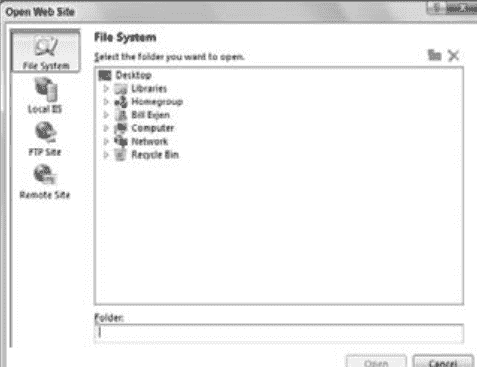 Open Web Site
File System
Select the folder you want to open.
File System
Local IIS
FTP Site
Remote Site
Desktop
Libraries
Homegroup
Bill Evjen
Computer
Network
Recycle Bin
Folder:
Open
Cancel